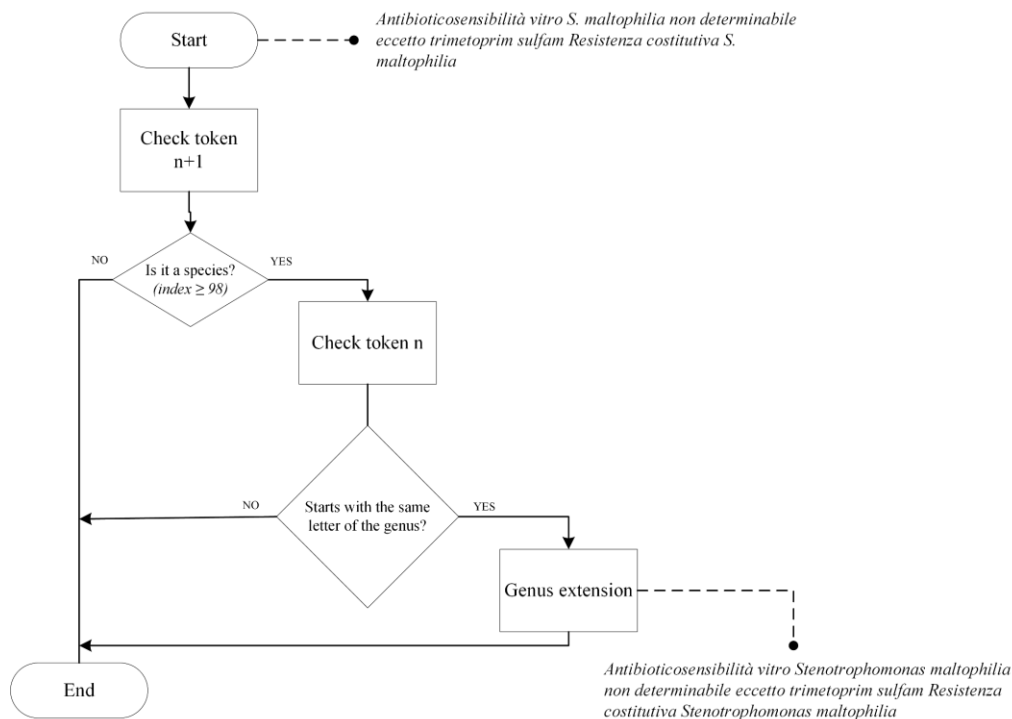 Start
Antibioticosensibilità vitro S. maltophilia non determinabile
eccetto trimetoprim sulfam Resistenza costitutiva S.
maltophilia
Check token
n+1
NO
Is it a species?
(index ≥ 98)
YES
Check token n
NO
Starts with the same
letter of the genus?
YES
Genus extension
End
Antibioticosensibilità vitro Stenotrophomonas maltophilia
non determinabile eccetto trimetoprim sulfam Resistenza
costitutiva Stenotrophomonas maltophilia